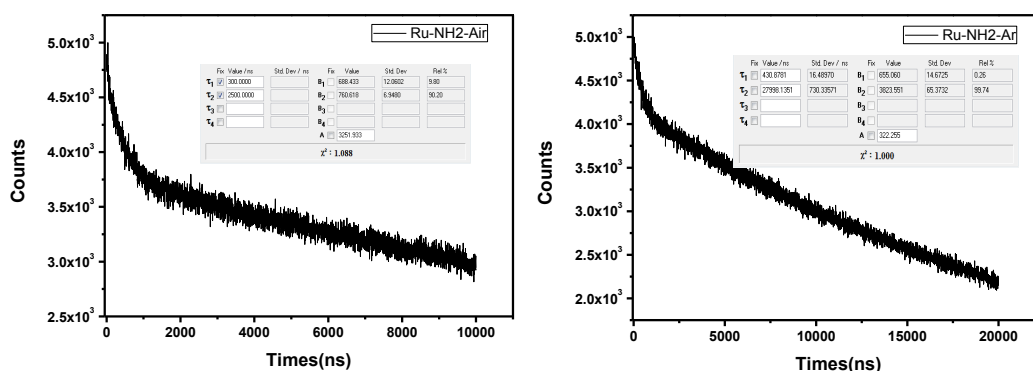 Ru-NH2-Air
Fix Value / ns Std. Dev / ns Fix Value Std. Dev Rel %
τ1 300.0000 B1 688.433 12.0602 9.80
τ2 2500.0000 B2 760.618 6.9480 90.20
τ3 B3
τ4 B4
A 3251.933
χ² : 1.088
5.0x10³
4.5x10³
4.0x10³
3.5x10³
3.0x10³
2.5x10³
Counts
0 2000 4000 6000 8000 10000
Times(ns)
Ru-NH2-Ar
Fix Value / ns Std. Dev / ns Fix Value Std. Dev Rel %
τ1 430.8781 16.48970 B1 655.060 14.6725 0.26
τ2 27998.1351 730.33571 B2 3823.551 65.3732 99.74
τ3 B3
τ4 B4
A 322.255
χ² : 1.000
5.0x10³
4.5x10³
4.0x10³
3.5x10³
3.0x10³
2.5x10³
2.0x10³
Counts
0 5000 10000 15000 20000
Times(ns)